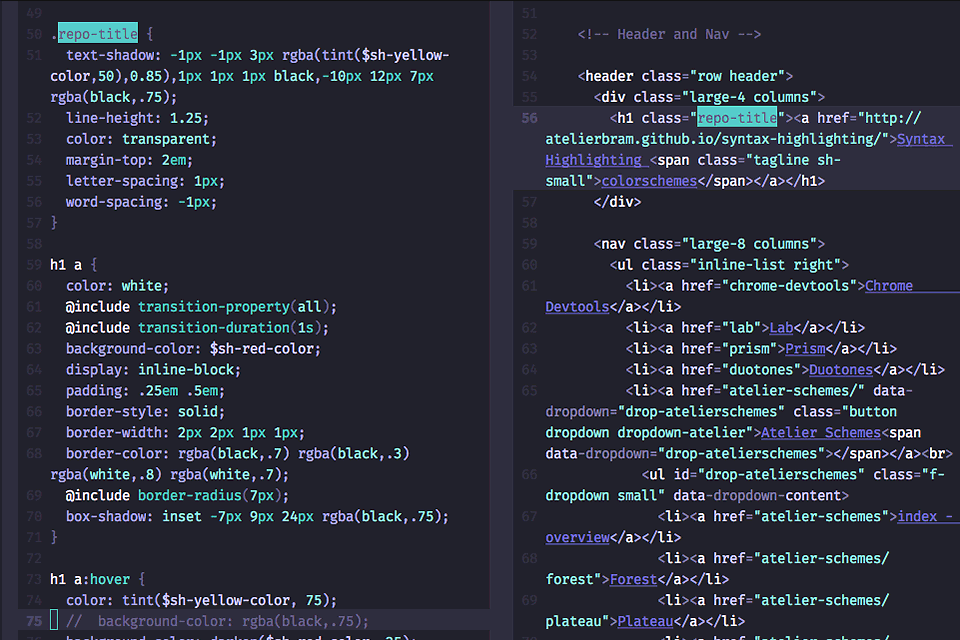 49
50 .repo-title {
51 text-shadow: -1px -1px 3px rgba(tint($sh-yellow-
color,50),0.85),1px 1px 1px black,-10px 12px 7px
rgba(black,.75);
52 line-height: 1.25;
53 color: transparent;
54 margin-top: 2em;
55 letter-spacing: 1px;
56 word-spacing: -1px;
57 }
58
59 h1 a {
60 color: white;
61 @include transition-property(all);
62 @include transition-duration(1s);
63 background-color: $sh-red-color;
64 display: inline-block;
65 padding: .25em .5em;
66 border-style: solid;
67 border-width: 2px 2px 1px 1px;
68 border-color: rgba(black,.7) rgba(black,.3)
rgba(white,.8) rgba(white,.7);
69 @include border-radius(7px);
70 box-shadow: inset -7px 9px 24px rgba(black,.75);
71 }
72
73 h1 a:hover {
74 color: tint($sh-yellow-color, 75);
75 // background-color: rgba(black,.75);
51
52 <!-- Header and Nav -->
53
54 <header class="row header">
55 <div class="large-4 columns">
56 <h1 class="repo-title"><a href="http://
atelierbram.github.io/syntax-highlighting/">Syntax
Highlighting <span class="tagline sh-
small">colorschemes</span></a></h1>
57 </div>
58
59 <nav class="large-8 columns">
60 <ul class="inline-list right">
61 <li><a href="chrome-devtools">Chrome
Devtools</a></li>
62 <li><a href="lab">Lab</a></li>
63 <li><a href="prism">Prism</a></li>
64 <li><a href="duotones">Duotones</a></li>
65 <li><a href="atelier-schemes/" data-
dropdown="drop-atelierschemes" class="button
dropdown dropdown-atelier">Atelier Schemes<span
data-dropdown="drop-atelierschemes"></span></a><br>
66 <ul id="drop-atelierschemes" class="f-
dropdown small" data-dropdown-content>
67 <li><a href="atelier-schemes">index -
overview</a></li>
68 <li><a href="atelier-schemes/
forest">Forest</a></li>
69 <li><a href="atelier-schemes/
plateau">Plateau</a></li>